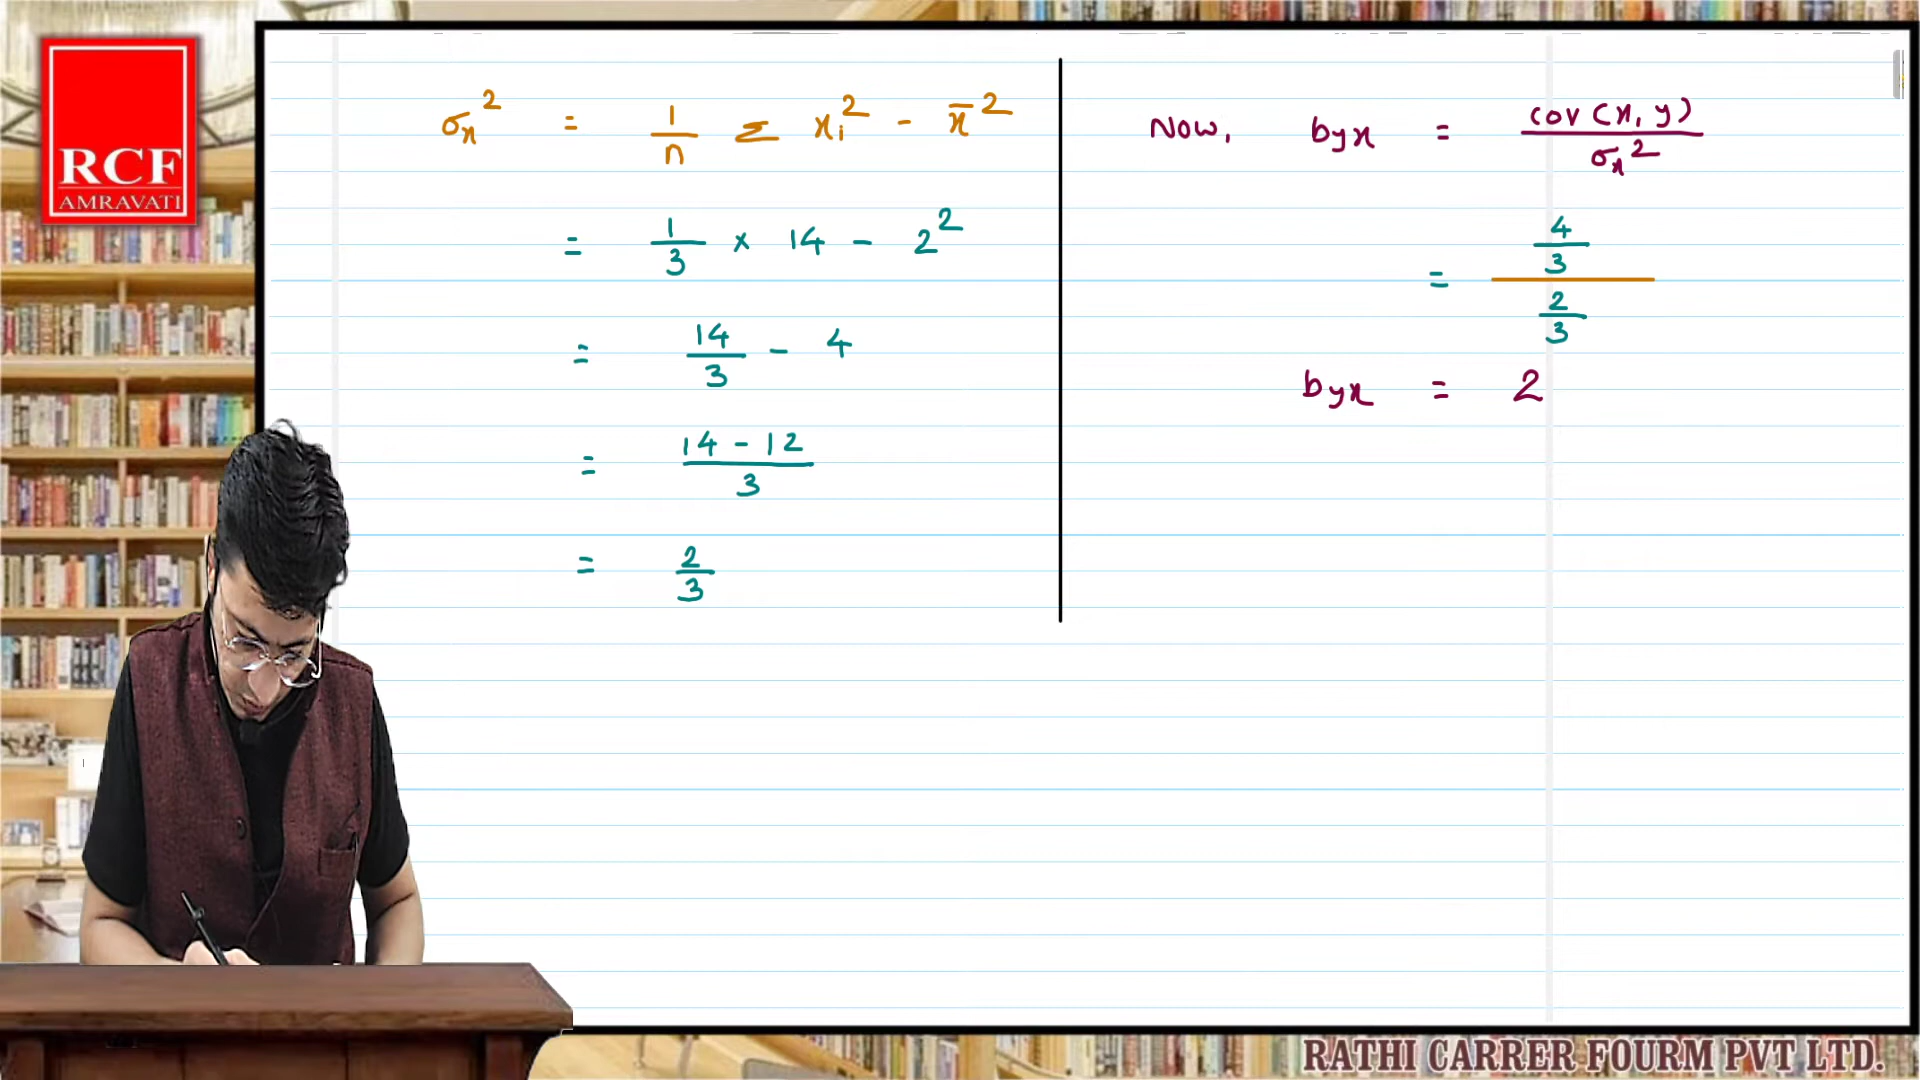 RCF
AMRAVATI
σx² = 1/n Σ xi² - x̄²
= 1/3 × 14 - 2²
= 14/3 - 4
= 14 - 12/3
= 2/3
Now, byx = cov(x, y)/σx²
= 4/3 / 2/3
byx = 2
RATHI CARRER FOURM PVT LTD.